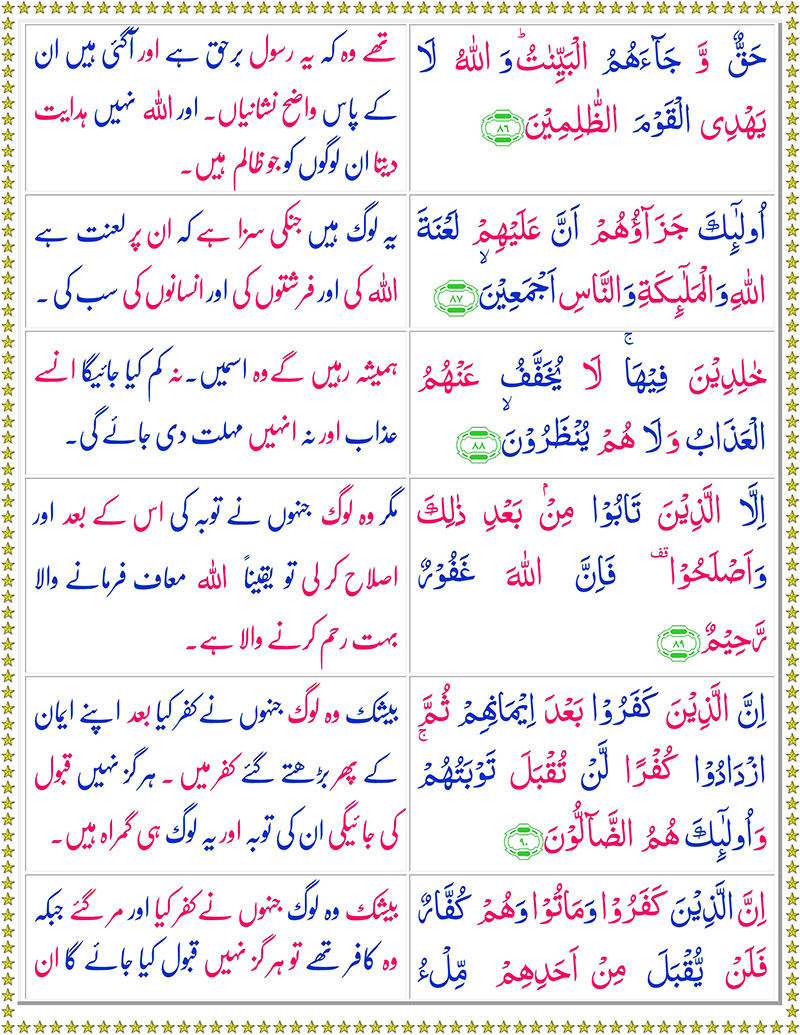 حَقٌّ وَّ جَآءَهُمُ الْبَيِّنٰتُ ؕ وَ اللّٰهُ لَا
يَهْدِى الْقَوْمَ الظّٰلِمِيْنَ ﴿۸۶﴾
تھے وہ کہ یہ رسول برحق ہے اور آگئی ہیں ان
کے پاس واضح نشانیاں۔ اور اللہ نہیں ہدایت
دیتا ان لوگوں کو جو ظالم ہیں۔
اُولٰٓئِكَ جَزَآؤُهُمْ اَنَّ عَلَيْهِمْ لَعْنَةَ
اللّٰهِ وَالْمَلٰٓئِكَةِ وَالنَّاسِ اَجْمَعِيْنَ ۙ ﴿۸۷﴾
یہ لوگ ہیں جنکی سزا ہے کہ ان پر لعنت ہے
اللہ کی اور فرشتوں کی اور انسانوں کی سب کی ۔
خٰلِدِيْنَ فِيْهَا ۚ لَا يُخَفَّفُ عَنْهُمُ
الْعَذَابُ وَلَا هُمْ يُنْظَرُوْنَ ۙ ﴿۸۸﴾
ہمیشہ رہیں گے وہ اسمیں۔ نہ کم کیا جائیگا انسے
عذاب اور نہ انہیں مہلت دی جائے گی۔
اِلَّا الَّذِيْنَ تَابُوْا مِنْۢ بَعْدِ ذٰلِكَ
وَاَصْلَحُوْا ۟ فَاِنَّ اللّٰهَ غَفُوْرٌ
رَّحِيْمٌ ﴿۸۹﴾
مگر وہ لوگ جنہوں نے توبہ کی اس کے بعد اور
اصلاح کر لی تو یقیناً اللہ معاف فرمانے والا
بہت رحم کرنے والا ہے۔
اِنَّ الَّذِيْنَ كَفَرُوْا بَعْدَ اِيْمَانِهِمْ ثُمَّ
ازْدَادُوْا كُفْرًا لَّنْ تُقْبَلَ تَوْبَتُهُمْ ۚ
وَاُولٰٓئِكَ هُمُ الضَّآلُّوْنَ ﴿۹۰﴾
بیشک وہ لوگ جنہوں نے کفر کیا بعد اپنے ایمان
کے پھر بڑھتے گئے کفر میں ۔ ہرگز نہیں قبول
کی جائیگی ان کی توبہ اور یہ لوگ ہی گمراہ ہیں۔
اِنَّ الَّذِيْنَ كَفَرُوْا وَمَاتُوْا وَهُمْ كُفَّارٌ
فَلَنْ يُّقْبَلَ مِنْ اَحَدِهِمْ مِّلْءُ
بیشک وہ لوگ جنہوں نے کفر کیا اور مر گئے جبکہ
وہ کافر تھے تو ہرگز نہیں قبول کیا جائے گا ان